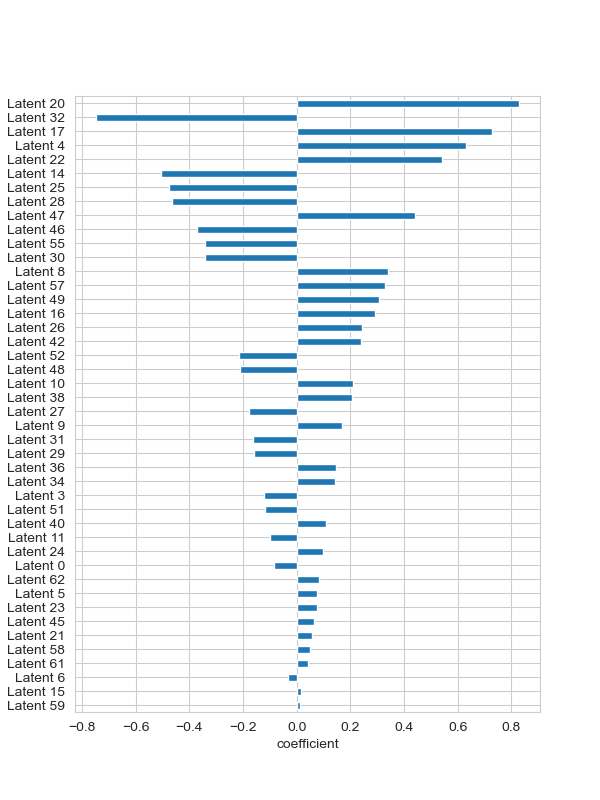 Latent 20
Latent 32
Latent 17
Latent 4
Latent 22
Latent 14
Latent 25
Latent 28
Latent 47
Latent 46
Latent 55
Latent 30
Latent 8
Latent 57
Latent 49
Latent 16
Latent 26
Latent 42
Latent 52
Latent 48
Latent 10
Latent 38
Latent 27
Latent 9
Latent 31
Latent 29
Latent 36
Latent 34
Latent 3
Latent 51
Latent 40
Latent 11
Latent 24
Latent 0
Latent 62
Latent 5
Latent 23
Latent 45
Latent 21
Latent 58
Latent 61
Latent 6
Latent 15
Latent 59
−0.8 −0.6 −0.4 −0.2 0.0 0.2 0.4 0.6 0.8
coefficient